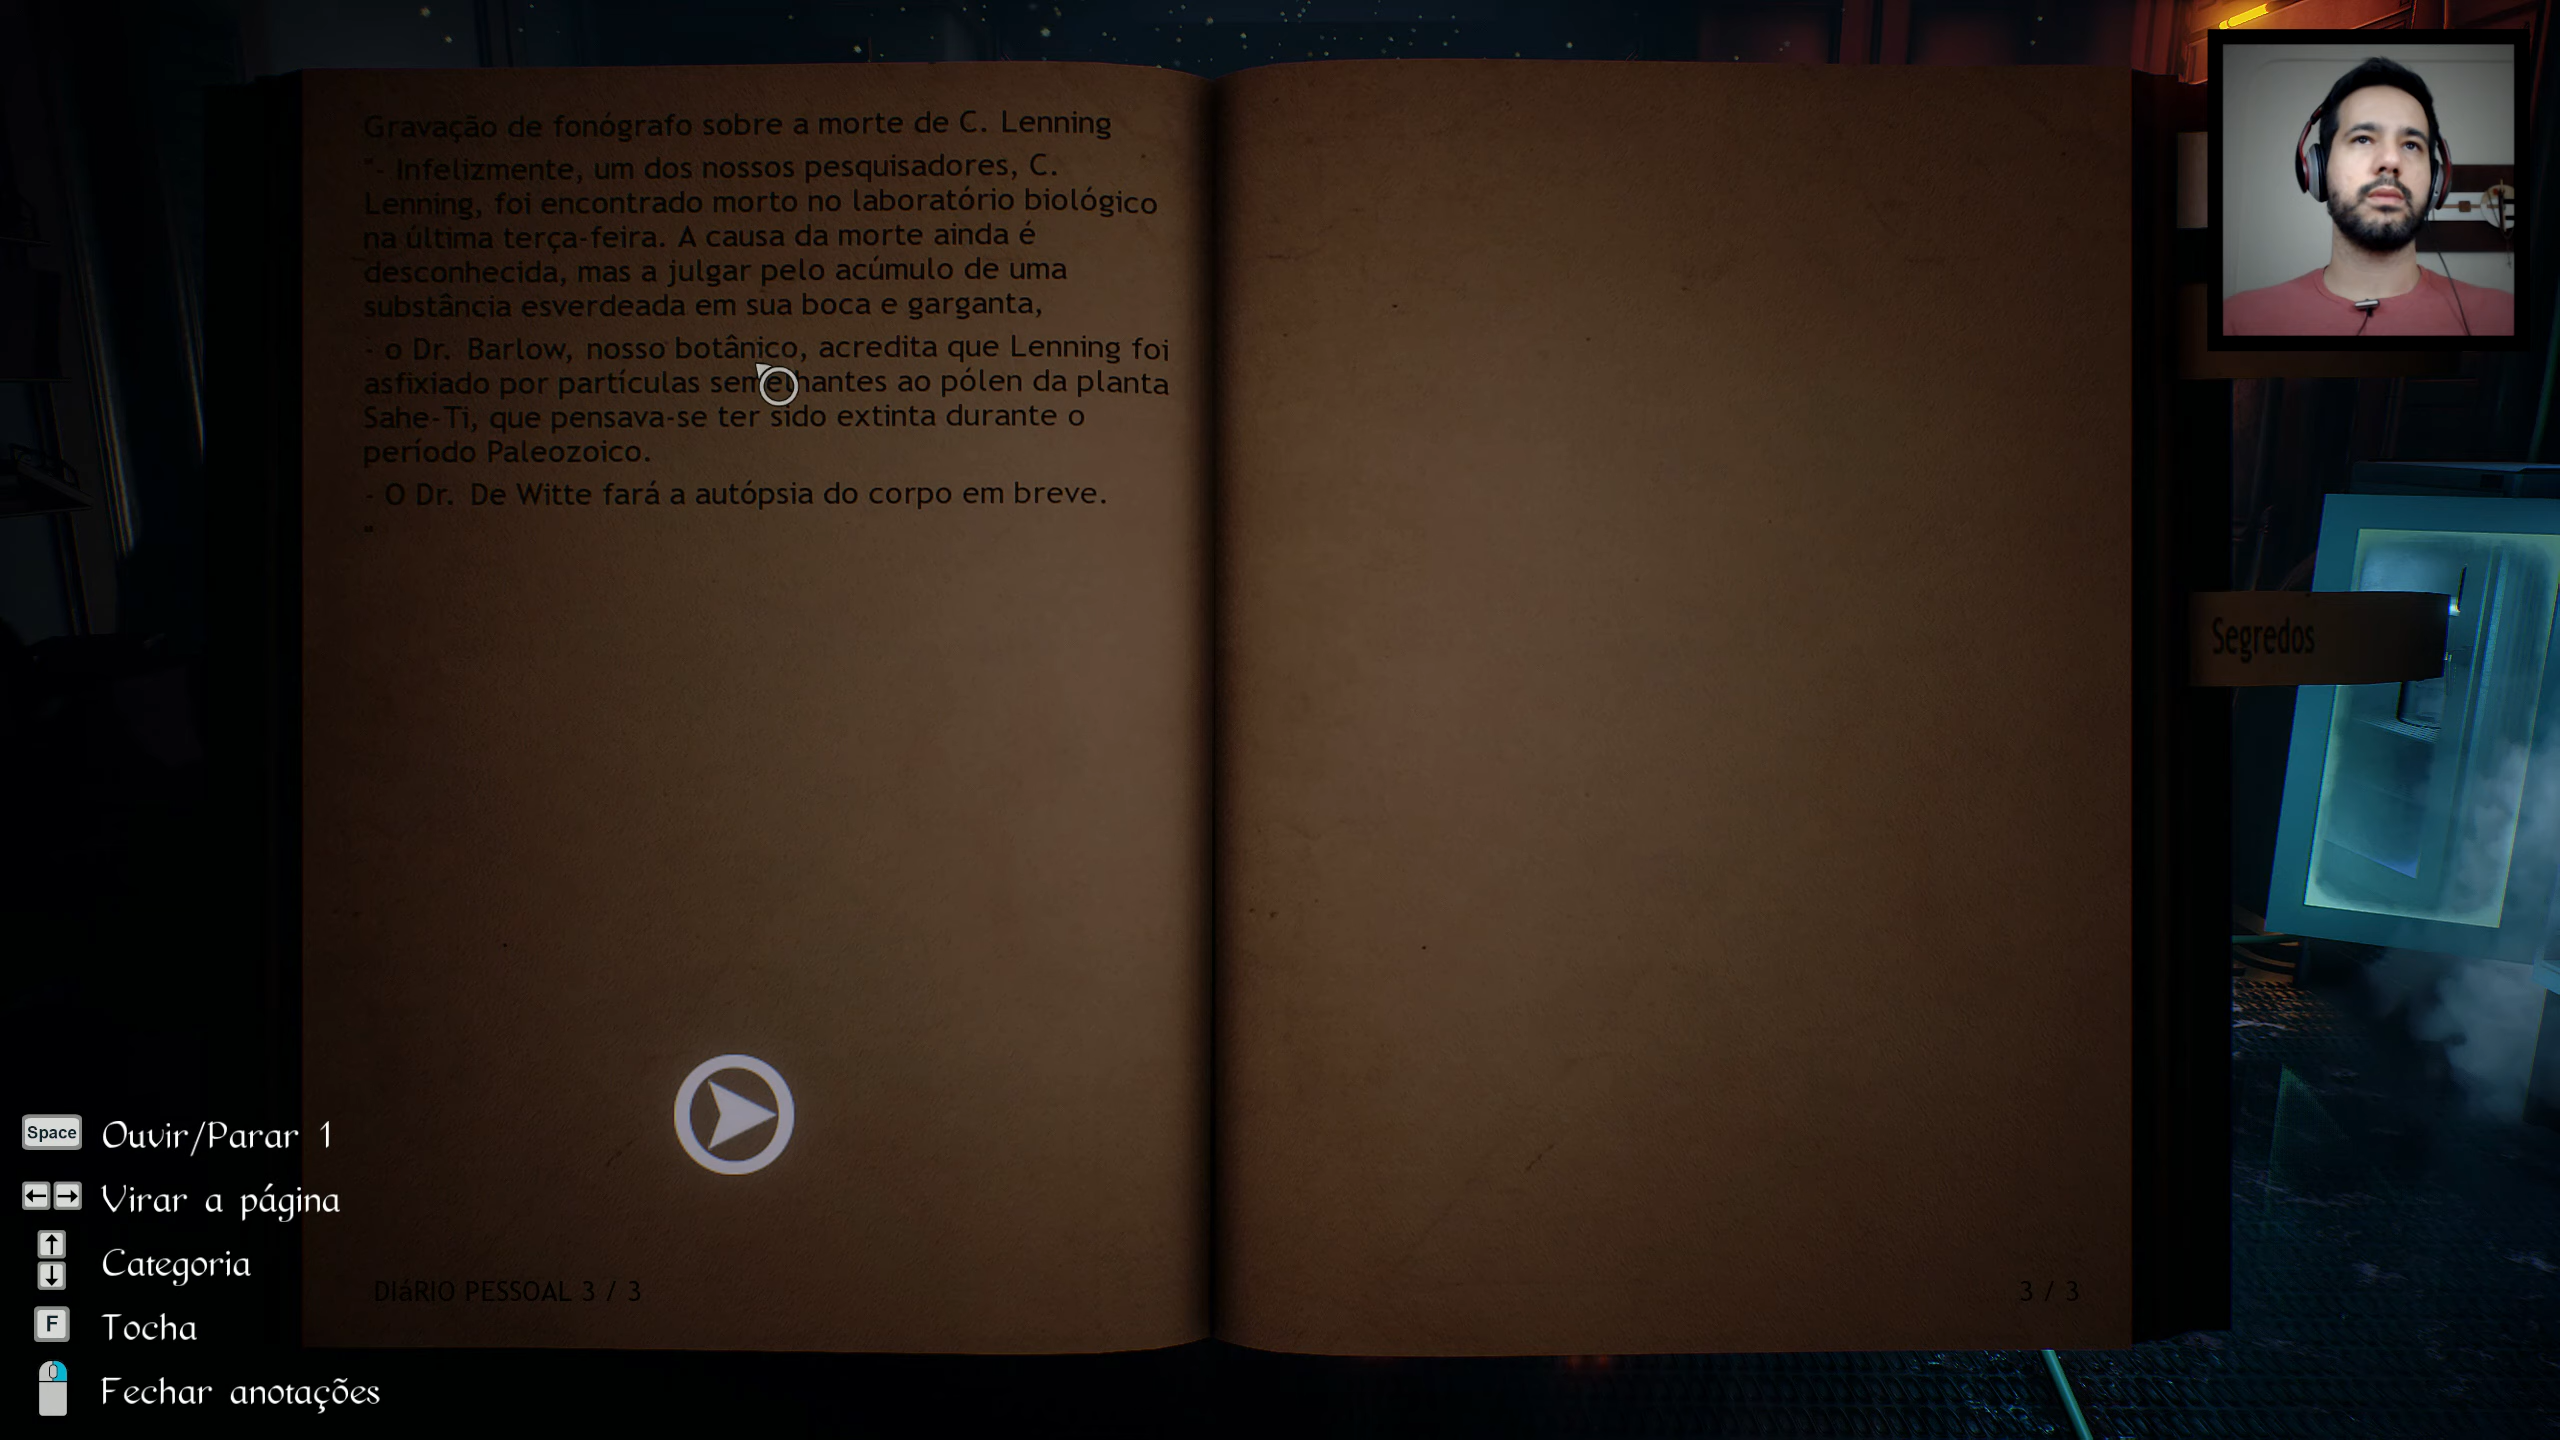 Gravação de fonógrafo sobre a morte de C. Lenning
"- Infelizmente, um dos nossos pesquisadores, C.
Lenning, foi encontrado morto no laboratório biológico
na última terça-feira. A causa da morte ainda é
desconhecida, mas a julgar pelo acúmulo de uma
substância esverdeada em sua boca e garganta,
- o Dr. Barlow, nosso botânico, acredita que Lenning foi
asfixiado por partículas semelhantes ao pólen da planta
Sahe-Ti, que pensava-se ter sido extinta durante o
período Paleozoico.
- O Dr. De Witte fará a autópsia do corpo em breve.
"
Segredos
Space Ouvir/Parar 1
←→ Virar a página
↑
↓ Categoria
F Tocha
Fechar anotações
DIáRIO PESSOAL 3 / 3
3 / 3